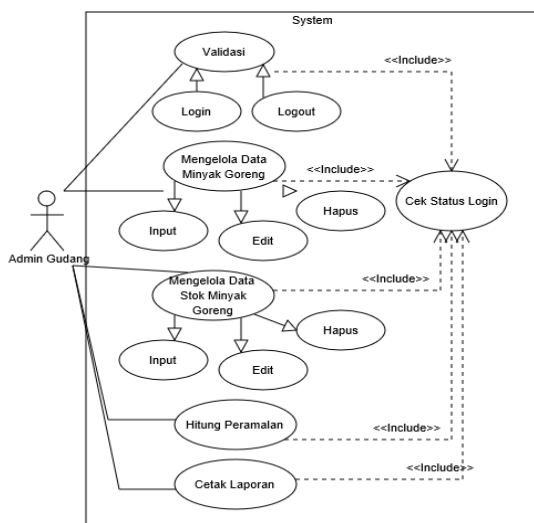 System
Validasi
<<Include>>
Login
Logout
Mengelola Data
Minyak Goreng
<<Include>>
Cek Status Login
Hapus
Input
Edit
Admin Gudang
Mengelola Data
Stok Minyak
Goreng
<<Include>>
Hapus
Input
Edit
Hitung Peramalan
<<Include>>
<<Include>>
Cetak Laporan